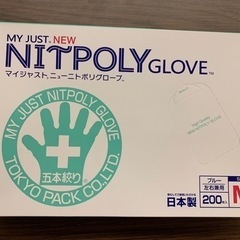 MY JUST NEW
NITPOLY GLOVE™
マイジャスト、ニューニトポリグローブ。
MY JUST NITPOLY GLOVE
五本絞り
TOKYO PACK CO., LTD.
日本製
ブルー
左右兼用
200
M